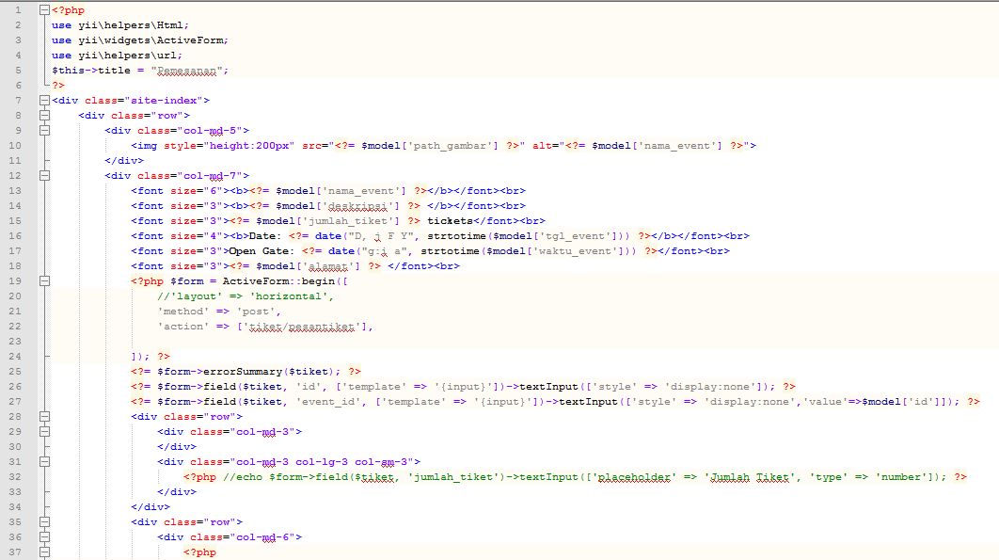 1 <?php
2 use yii\helpers\Html;
3 use yii\widgets\ActiveForm;
4 use yii\helpers\url;
5 $this->title = "Pemesanan";
6 ?>
7 <div class="site-index">
8 <div class="row">
9 <div class="col-md-5">
10 <img style="height:200px" src="<?= $model['path_gambar'] ?>" alt="<?= $model['nama_event'] ?>">
11 </div>
12 <div class="col-md-7">
13 <font size="6"><b><?= $model['nama_event'] ?></b></font><br>
14 <font size="3"><b><?= $model['deskripsi'] ?> </b></font><br>
15 <font size="3"><?= $model['jumlah_tiket'] ?> tickets</font><br>
16 <font size="4"><b>Date: <?= date("D, j F Y", strtotime($model['tgl_event'])) ?></b></font><br>
17 <font size="3">Open Gate: <?= date("g:i a", strtotime($model['waktu_event'])) ?></font><br>
18 <font size="3"><?= $model['alamat'] ?> </font><br>
19 <?php $form = ActiveForm::begin([
20 //'layout' => 'horizontal',
21 'method' => 'post',
22 'action' => ['tiket/pesantiket'],
23
24 ]); ?>
25 <?= $form->errorSummary($tiket); ?>
26 <?= $form->field($tiket, 'id', ['template' => '{input}'])->textInput(['style' => 'display:none']); ?>
27 <?= $form->field($tiket, 'event_id', ['template' => '{input}'])->textInput(['style' => 'display:none','value'=>$model['id']]); ?>
28 <div class="row">
29 <div class="col-md-3">
30 </div>
31 <div class="col-md-3 col-lg-3 col-sm-3">
32 <?php //echo $form->field($tiket, 'jumlah_tiket')->textInput(['placeholder' => 'Jumlah Tiket', 'type' => 'number']); ?>
33 </div>
34 </div>
35 <div class="row">
36 <div class="col-md-6">
37 <?php